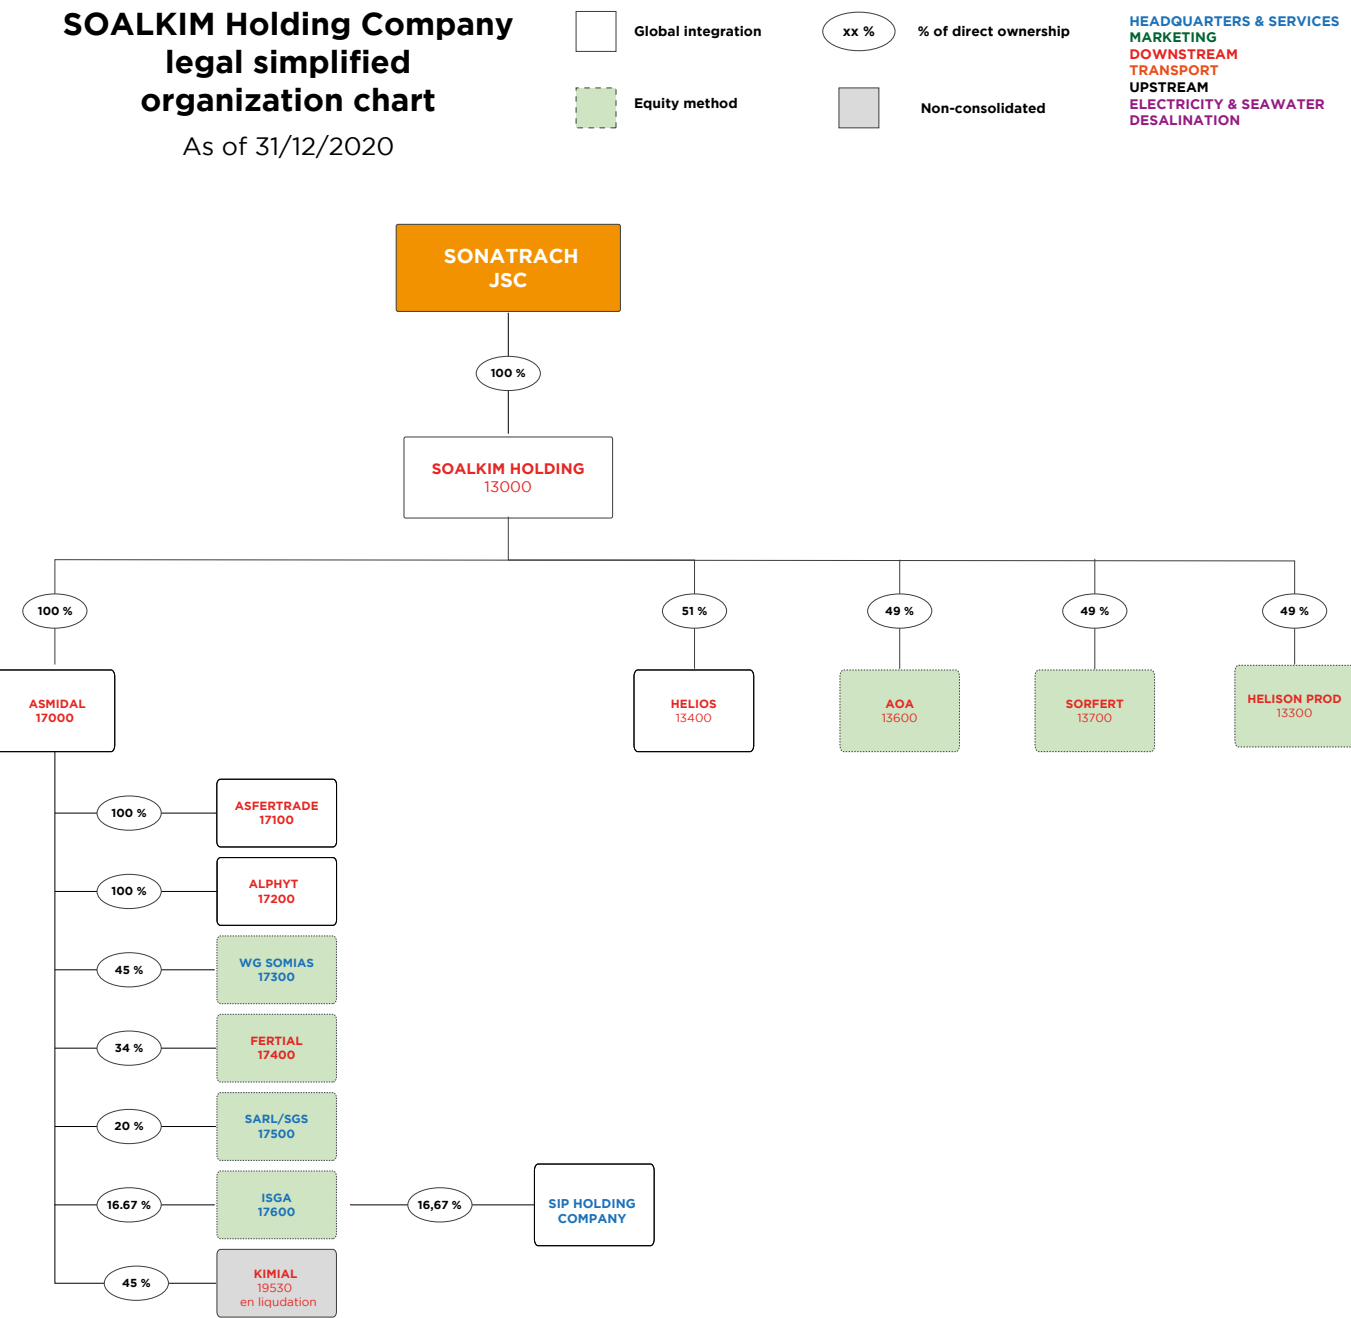 SOALKIM Holding Company
legal simplified
organization chart
As of 31/12/2020
Global integration
xx %
% of direct ownership
Equity method
Non-consolidated
HEADQUARTERS & SERVICES
MARKETING
DOWNSTREAM
TRANSPORT
UPSTREAM
ELECTRICITY & SEAWATER
DESALINATION
SONATRACH
JSC
100 %
SOALKIM HOLDING
13000
100 %
51 %
49 %
49 %
49 %
ASMIDAL
17000
HELIOS
13400
AOA
13600
SORFERT
13700
HELISON PROD
13300
100 %
ASFERTRADE
17100
100 %
ALPHYT
17200
45 %
WG SOMIAS
17300
34 %
FERTIAL
17400
20 %
SARL/SGS
17500
16.67 %
ISGA
17600
16,67 %
SIP HOLDING
COMPANY
45 %
KIMIAL
19530
en liqudation